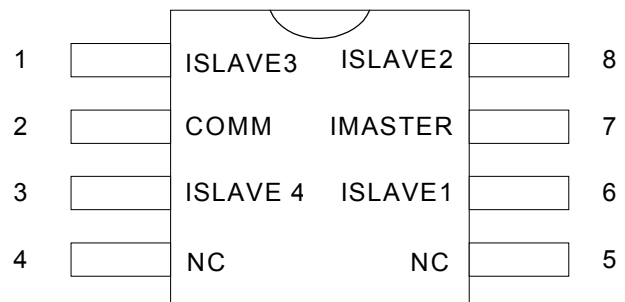 1 ISLAVE3 ISLAVE2 8
2 COMM IMASTER 7
3 ISLAVE 4 ISLAVE1 6
4 NC NC 5